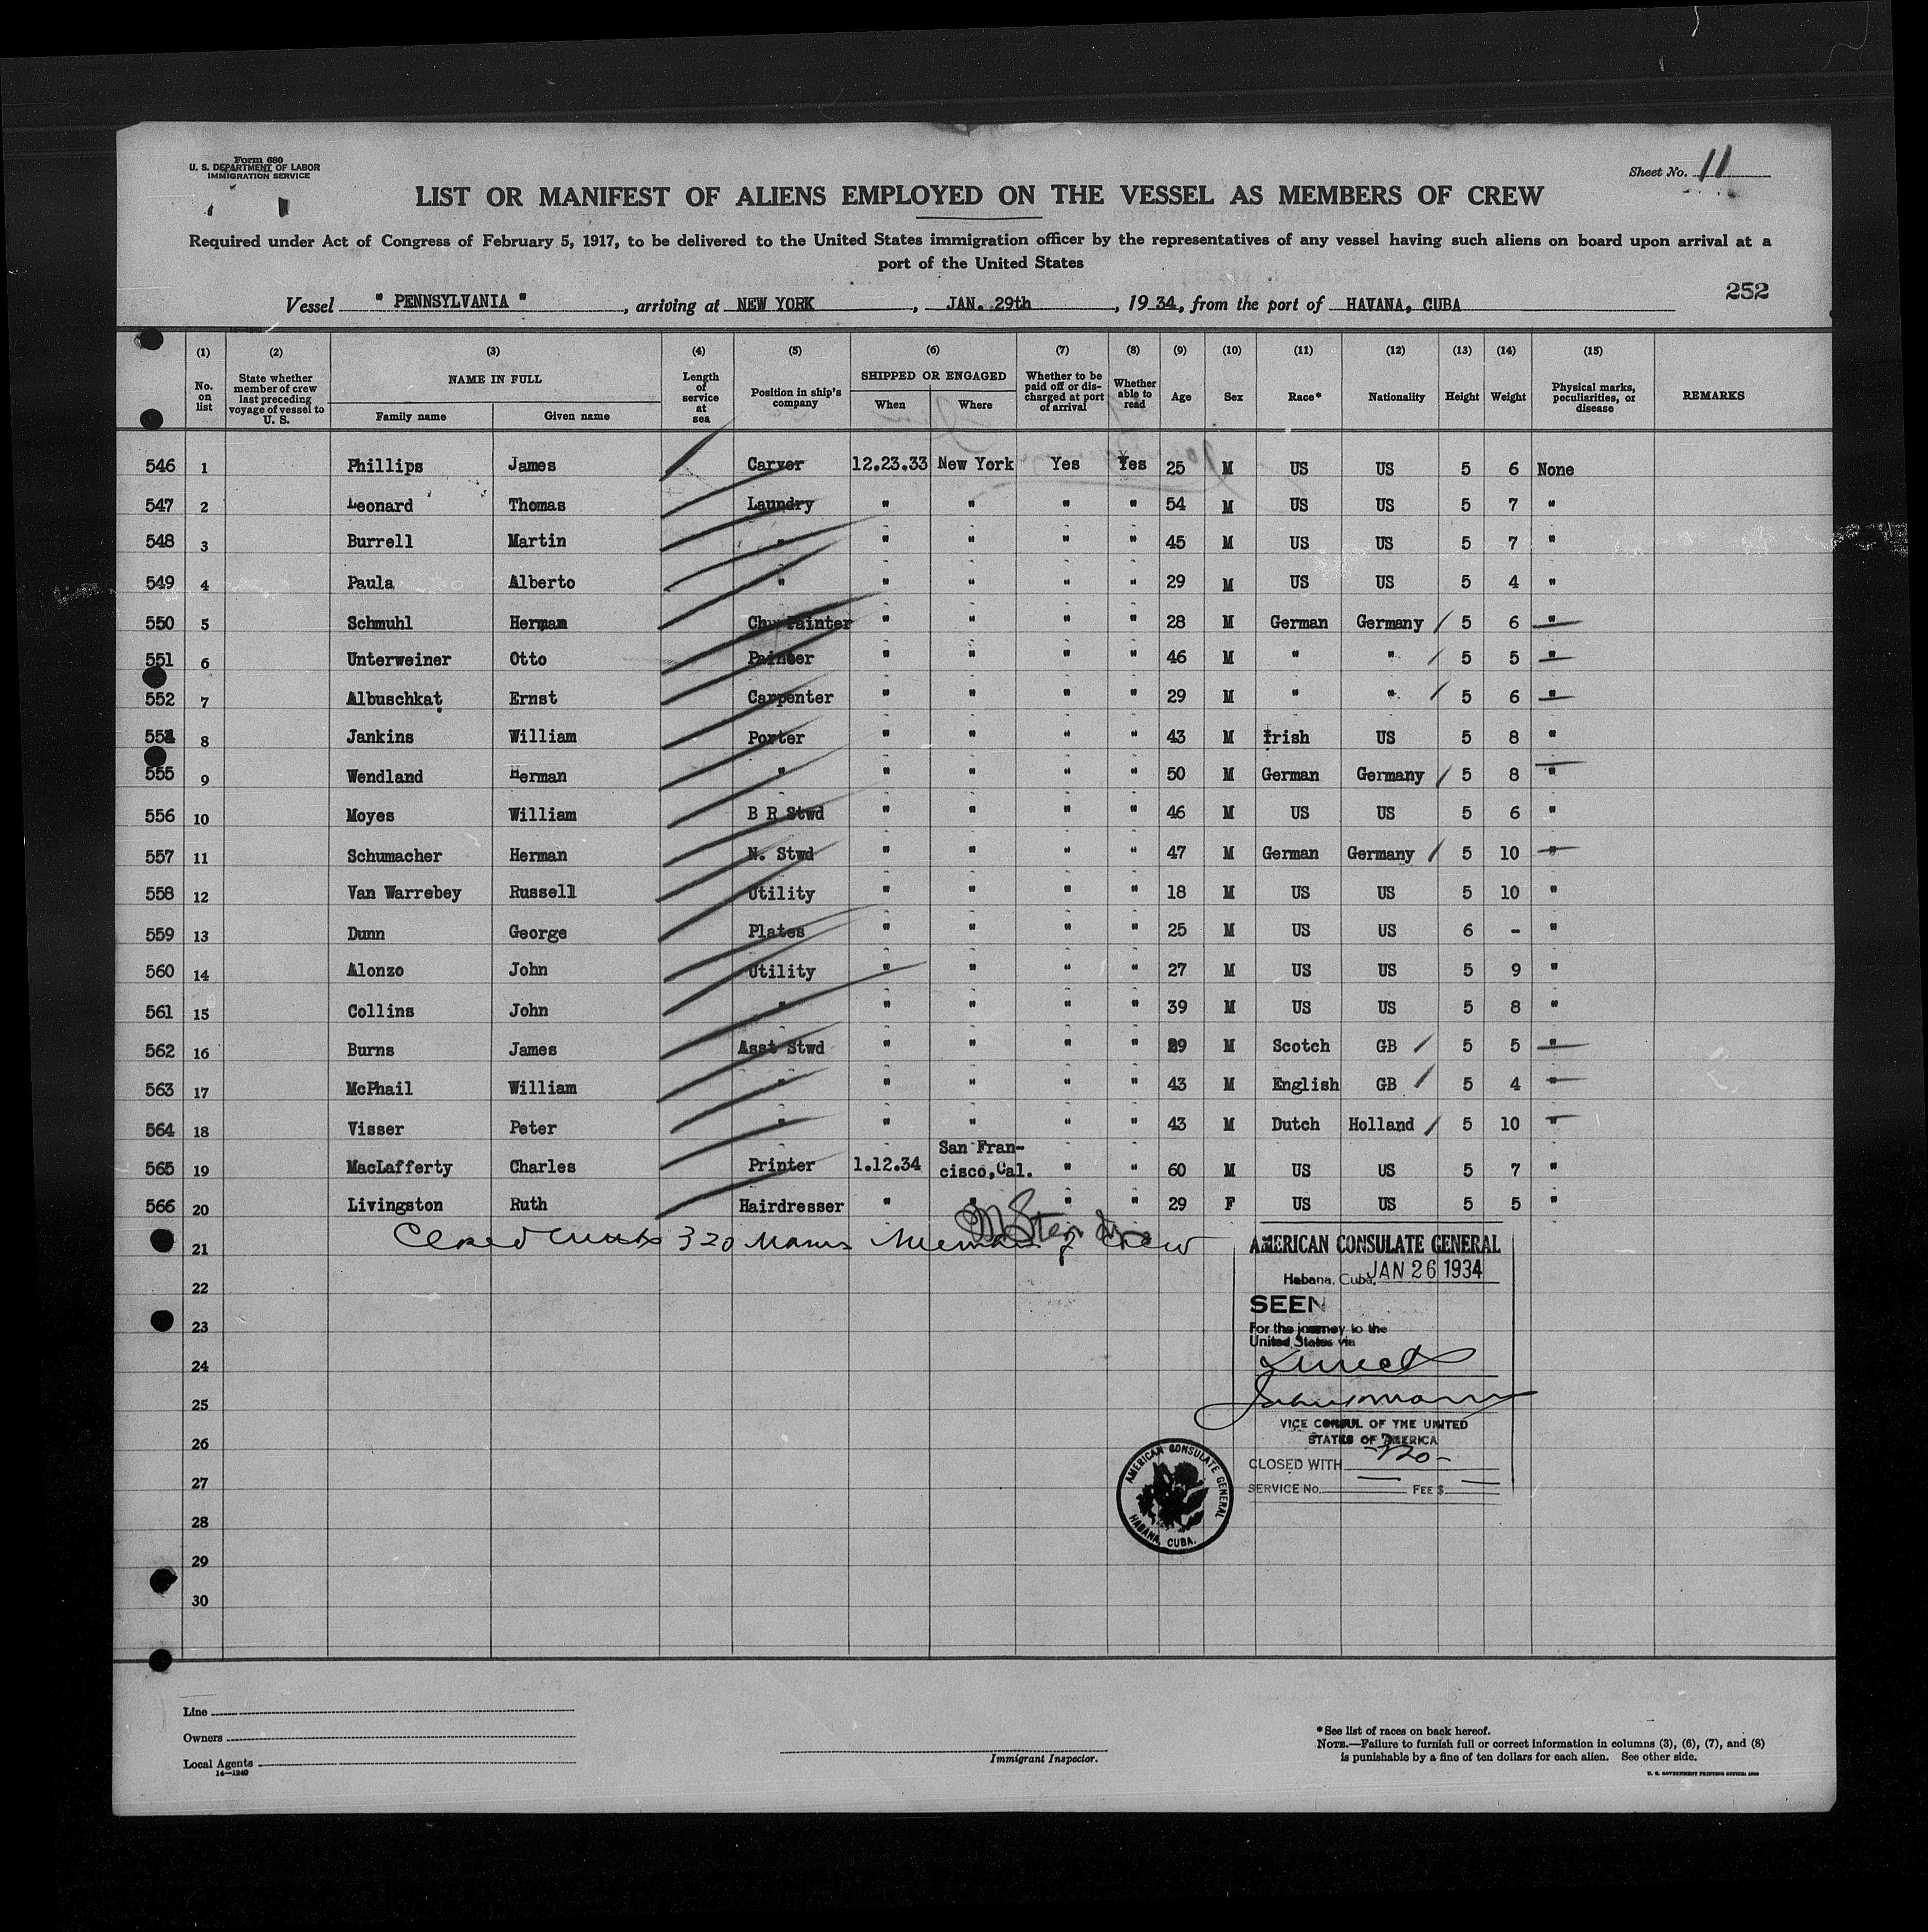 Form 680
U. S. DEPARTMENT OF LABOR
IMMIGRATION SERVICE
Sheet No. 11
LIST OR MANIFEST OF ALIENS EMPLOYED ON THE VESSEL AS MEMBERS OF CREW
Required under Act of Congress of February 5, 1917, to be delivered to the United States immigration officer by the representatives of any vessel having such aliens on board upon arrival at a
port of the United States
252
Vessel " PENNSYLVANIA " , arriving at NEW YORK , JAN. 29th , 19 34, from the port of HAVANA, CUBA
(1) (2) (3) (4) (5) (6) (7) (8) (9) (10) (11) (12) (13) (14) (15)
No. on list State whether member of crew last preceding voyage of vessel to U. S. NAME IN FULL Length of service at sea Position in ship's company SHIPPED OR ENGAGED Whether to be paid off or discharged at port of arrival Whether able to read Age Sex Race* Nationality Height Weight Physical marks, peculiarities, or disease REMARKS
Family name Given name When Where
546 1 Phillips James Carver 12.23.33 New York Yes Yes 25 M US US 5 6 None
547 2 Leonard Thomas Laundry " " " " 54 M US US 5 7 "
548 3 Burrell Martin " " " " " 45 M US US 5 7 "
549 4 Paula Alberto " " " " " 29 M US US 5 4 "
550 5 Schmuhl Herman Painter " " " " 28 M German Germany / 5 6 "
551 6 Unterweiner Otto Painter " " " " 46 M " " / 5 5 "
552 7 Albuschkat Ernst Carpenter " " " " 29 M " " / 5 6 "
554 8 Jankins William Porter " " " " 43 M Irish US 5 8 "
555 9 Wendland Herman " " " " " 50 M German Germany / 5 8 "
556 10 Moyes William B R Stwd " " " " 46 M US US 5 6 "
557 11 Schumacher Herman N. Stwd " " " " 47 M German Germany / 5 10 "
558 12 Van Warrebey Russell Utility " " " " 18 M US US 5 10 "
559 13 Dunn George Plates " " " " 25 M US US 6 - "
560 14 Alonzo John Utility " " " " 27 M US US 5 9 "
561 15 Collins John " " " " " 39 M US US 5 8 "
562 16 Burns James Asst Stwd " " " " 29 M Scotch GB / 5 5 "
563 17 McPhail William " " " " " 43 M English GB / 5 4 "
564 18 Visser Peter " " " " " 43 M Dutch Holland / 5 10 "
565 19 MacLafferty Charles Printer 1.12.34 San Francisco, Cal. " " 60 M US US 5 7 "
566 20 Livingston Ruth Hairdresser " " " " 29 F US US 5 5 "
21 Closed with 320 Names Members of Crew
22
23
24
25
26
27
28
29
30
AMERICAN CONSULATE GENERAL
Habana, Cuba, JAN 26 1934
SEEN
For the journey to the
United States via
Direct
VICE CONSUL OF THE UNITED
STATES OF AMERICA
CLOSED WITH 320-
SERVICE No. FEE $
AMERICAN CONSULATE GENERAL
HABANA, CUBA.
Line
Owners
Local Agents
14—1240
Immigrant Inspector.
*See list of races on back hereof.
NOTE.—Failure to furnish full or correct information in columns (3), (6), (7), and (8)
is punishable by a fine of ten dollars for each alien. See other side.